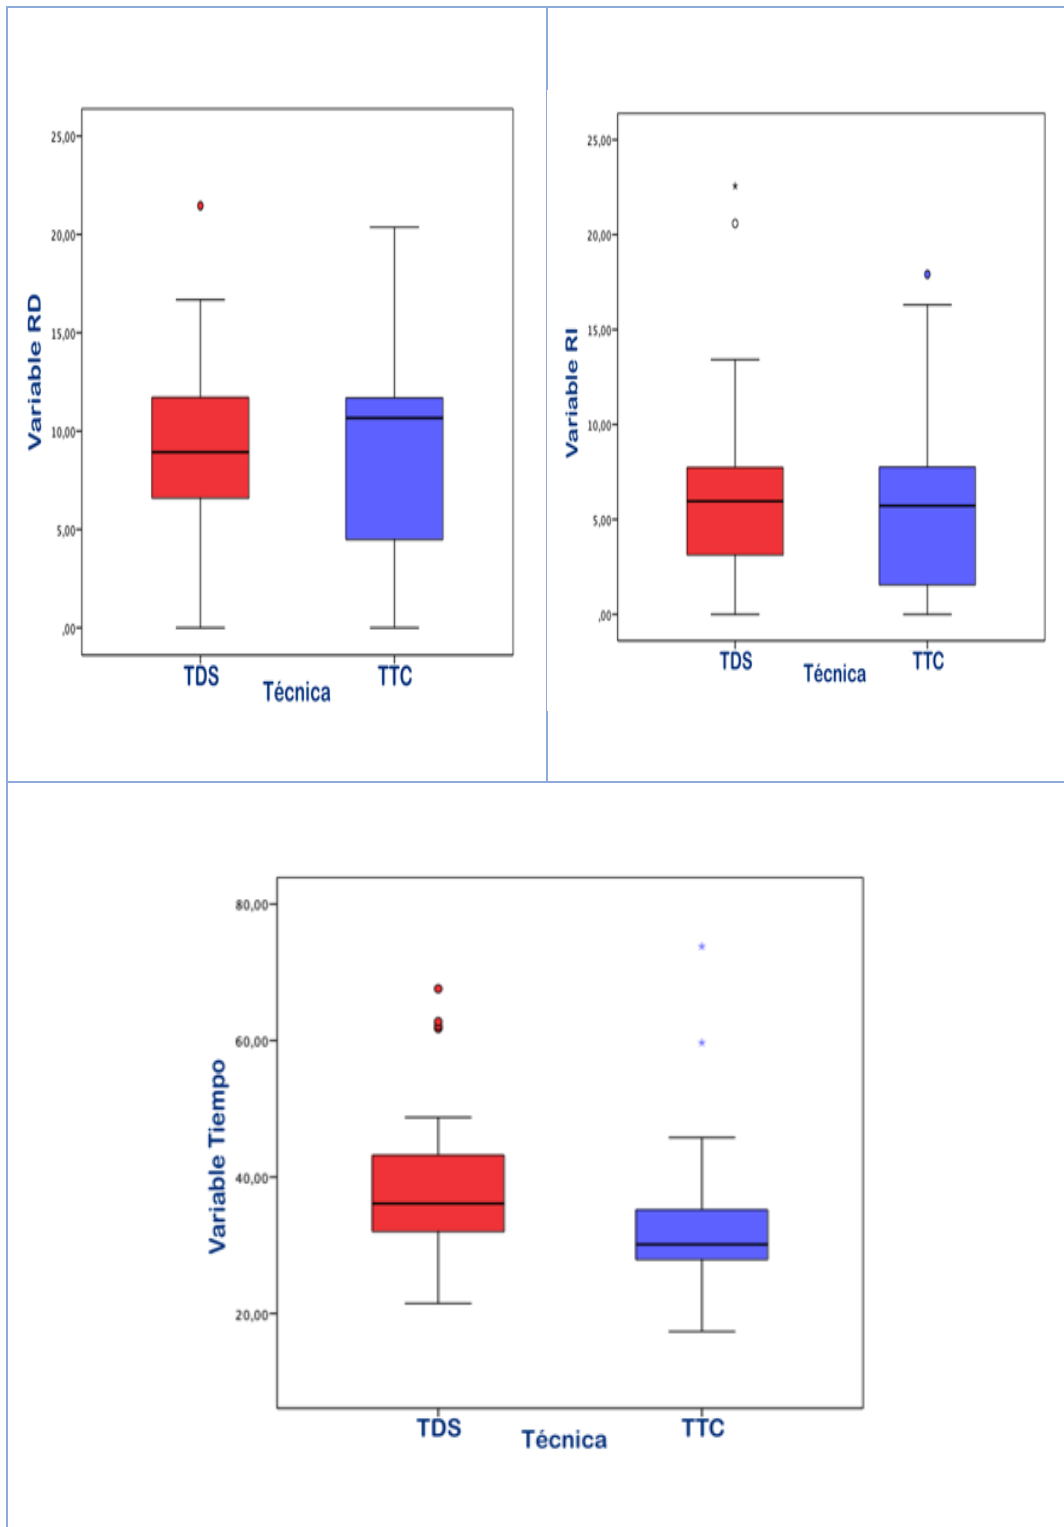 Variable RD
25,00
20,00
15,00
10,00
5,00
,00
TDS
TTC
Técnica
Variable RI
25,00
20,00
15,00
10,00
5,00
,00
TDS
TTC
Técnica
Variable Tiempo
80,00
60,00
40,00
20,00
TDS
TTC
Técnica